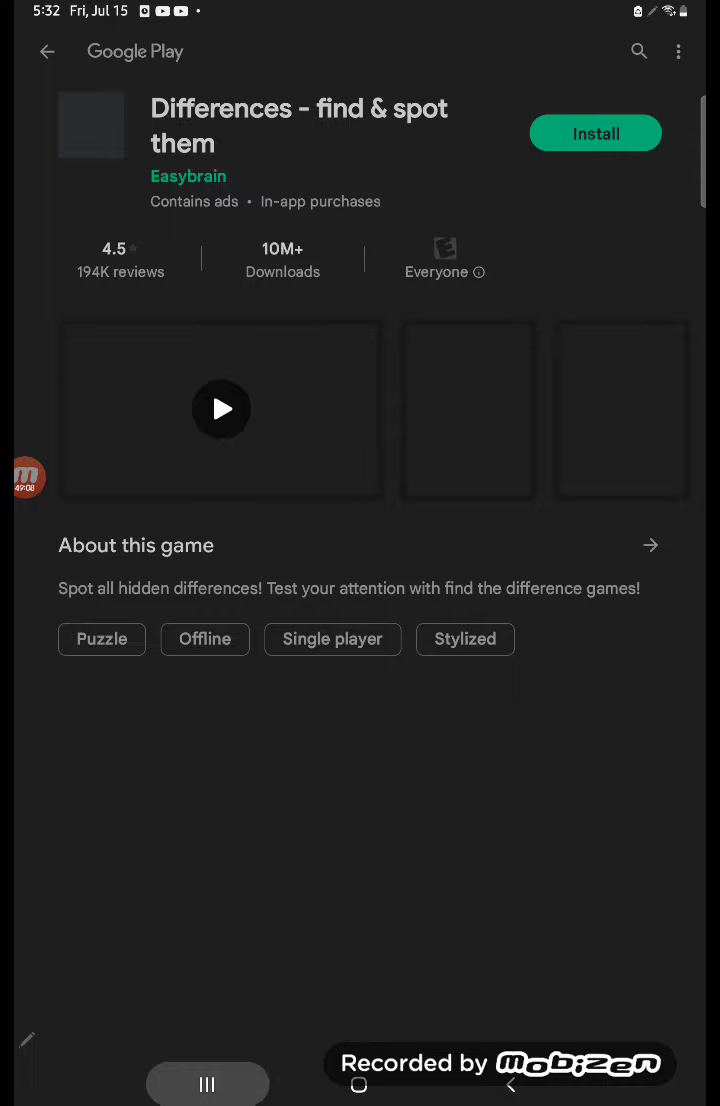 5:32 Fri, Jul 15
Google Play
Differences - find & spot
them
Install
Easybrain
Contains ads • In-app purchases
4.5★ 10M+ E
194K reviews Downloads Everyone
49:08
About this game
Spot all hidden differences! Test your attention with find the difference games!
Puzzle Offline Single player Stylized
Recorded by mobizen